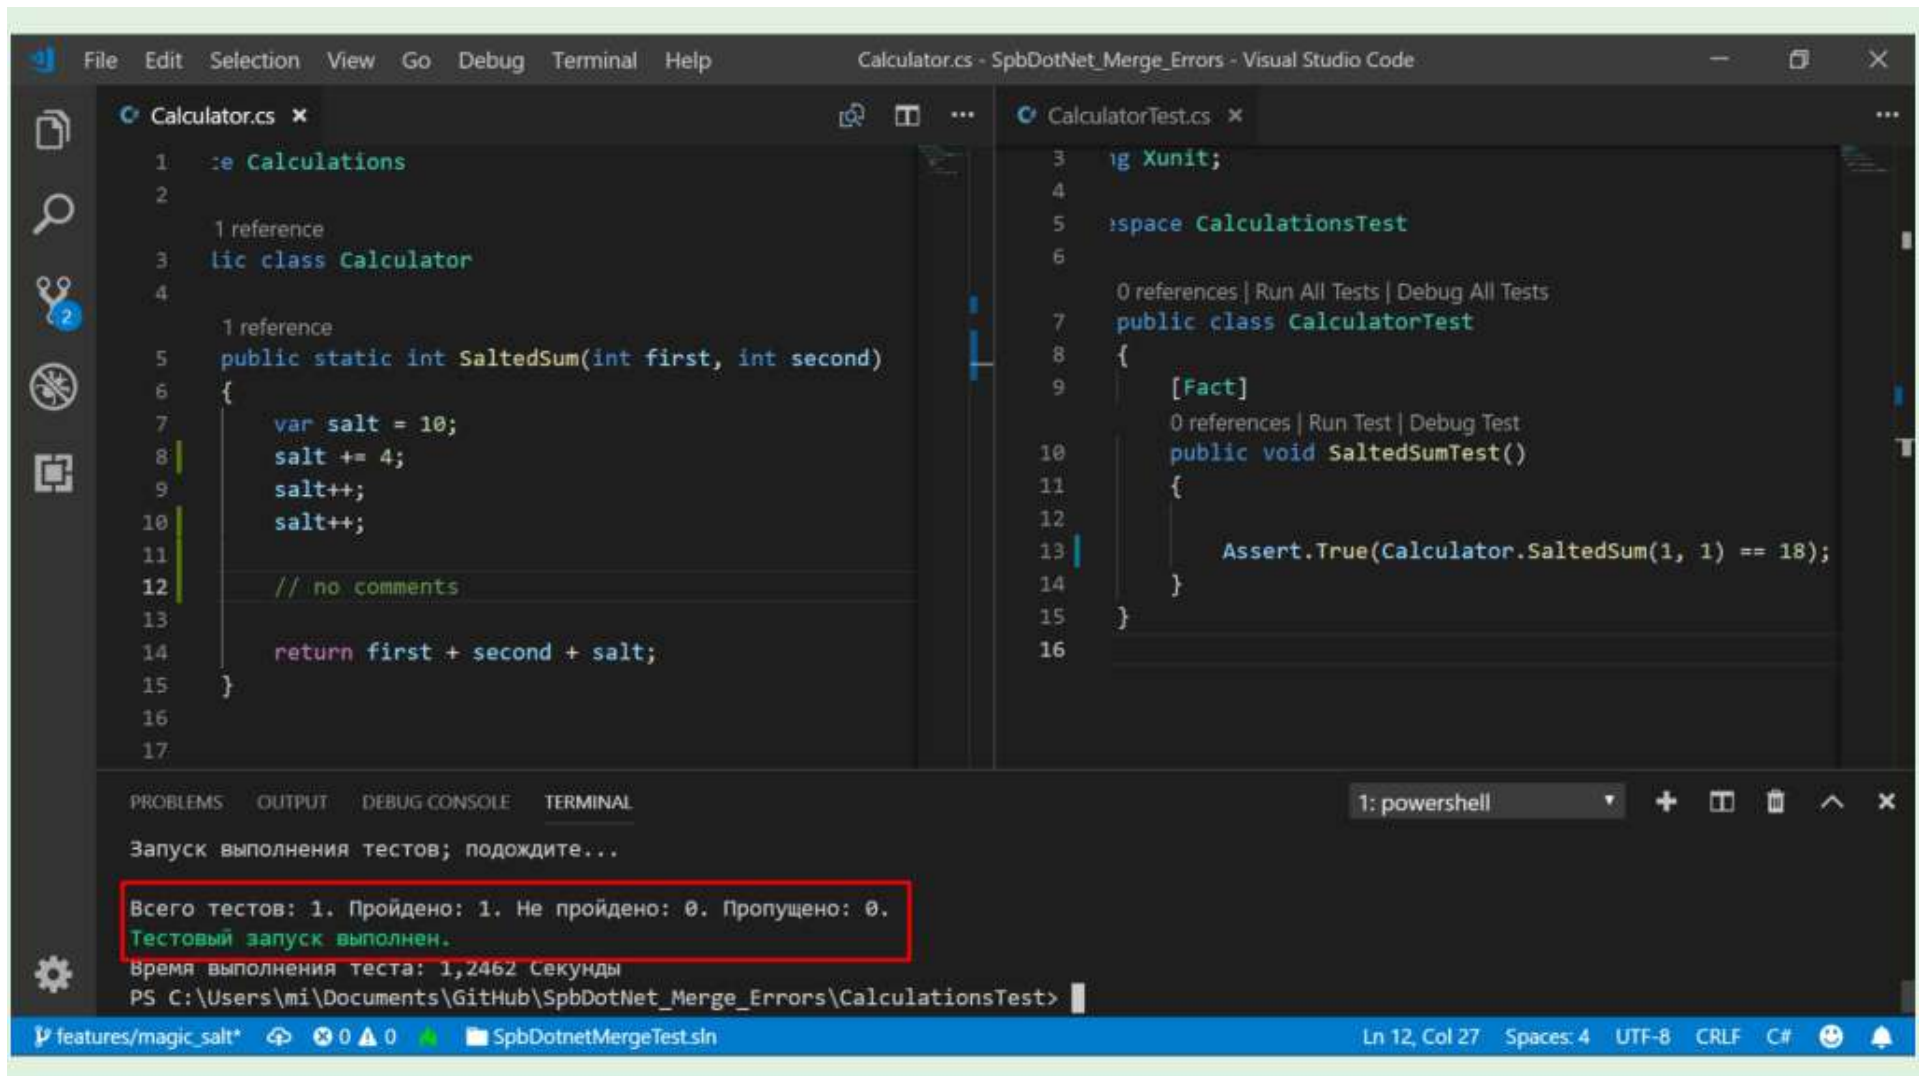 File Edit Selection View Go Debug Terminal Help Calculator.cs - SpbDotNet_Merge_Errors - Visual Studio Code
Calculator.cs
1 :e Calculations
2
1 reference
3 lic class Calculator
4
1 reference
5 public static int SaltedSum(int first, int second)
6 {
7 var salt = 10;
8 salt += 4;
9 salt++;
10 salt++;
11
12 // no comments
13
14 return first + second + salt;
15 }
16
17
CalculatorTest.cs
3 ng Xunit;
4
5 espace CalculationsTest
6
0 references | Run All Tests | Debug All Tests
7 public class CalculatorTest
8 {
9 [Fact]
0 references | Run Test | Debug Test
10 public void SaltedSumTest()
11 {
12
13 Assert.True(Calculator.SaltedSum(1, 1) == 18);
14 }
15 }
16
2
PROBLEMS OUTPUT DEBUG CONSOLE TERMINAL 1: powershell
Запуск выполнения тестов; подождите...
Всего тестов: 1. Пройдено: 1. Не пройдено: 0. Пропущено: 0.
Тестовый запуск выполнен.
Время выполнения теста: 1,2462 Секунды
PS C:\Users\mi\Documents\GitHub\SpbDotNet_Merge_Errors\CalculationsTest>
features/magic_salt* 0 0 SpbDotnetMergeTest.sln Ln 12, Col 27 Spaces: 4 UTF-8 CRLF C#